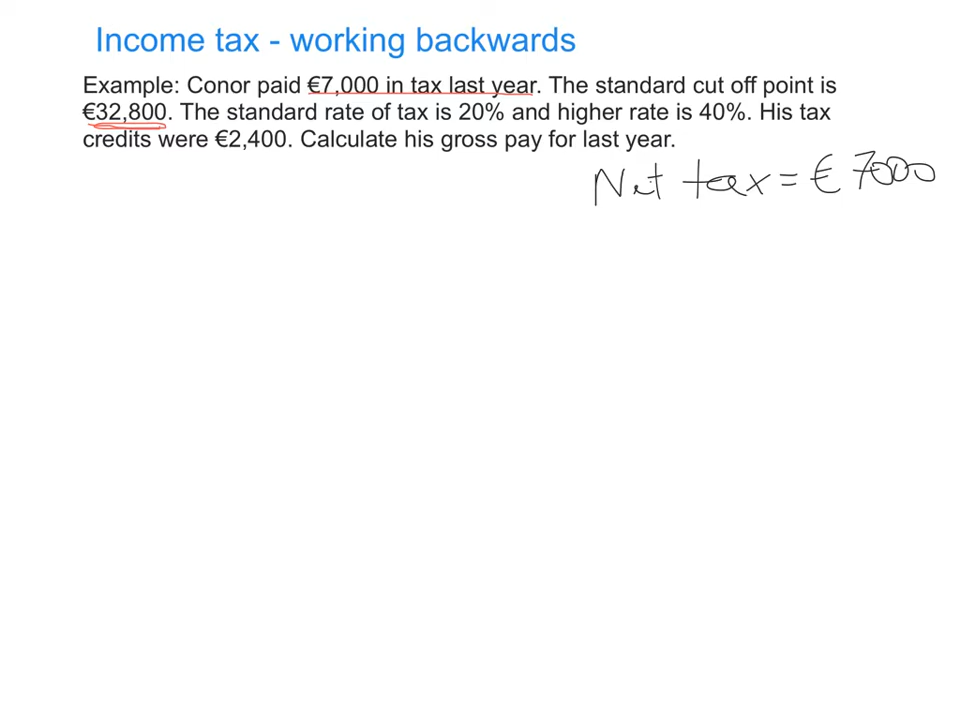 Income tax - working backwards
Example: Conor paid €7,000 in tax last year. The standard cut off point is
€32,800. The standard rate of tax is 20% and higher rate is 40%. His tax
credits were €2,400. Calculate his gross pay for last year.
Net tax = € 7000